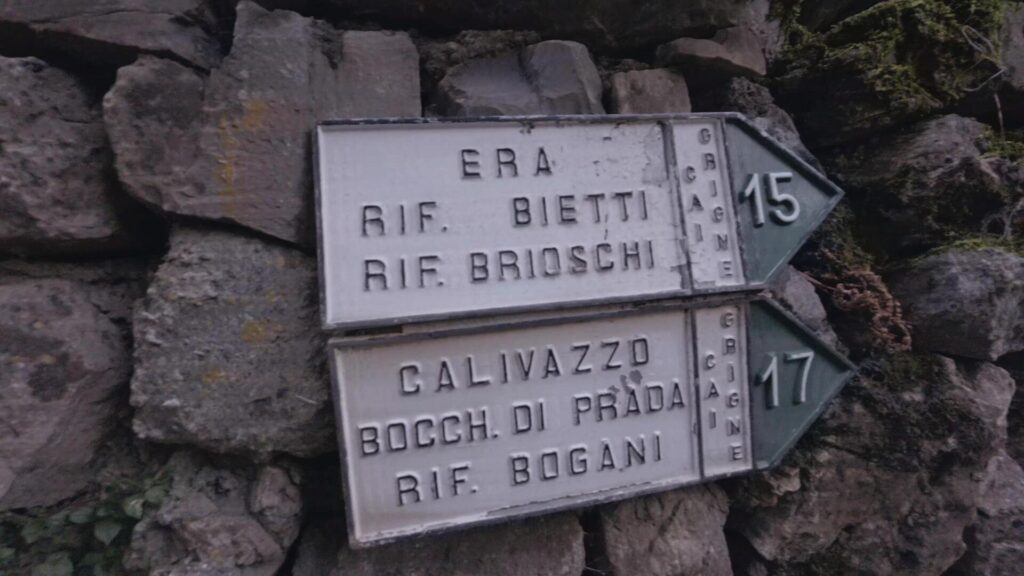 ERA
RIF. BIETTI
RIF. BRIOSCHI
CAI
GRIGNE
15
CALIVAZZO
BOCCH. DI PRADA
RIF. BOGANI
CAI
GRIGNE
17